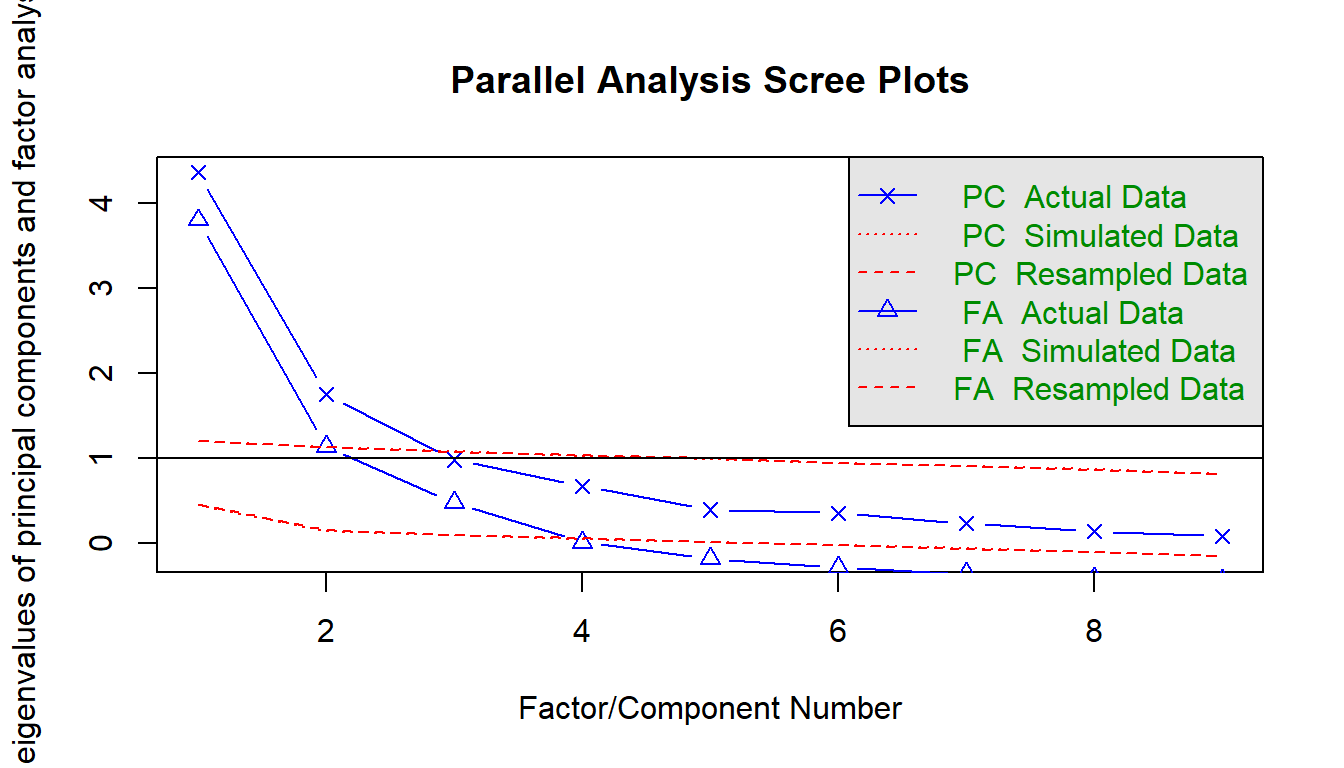 Parallel Analysis Scree Plots
eigenvalues of principal components and factor analys
4
3
2
1
0
PC Actual Data
PC Simulated Data
PC Resampled Data
FA Actual Data
FA Simulated Data
FA Resampled Data
2 4 6 8
Factor/Component Number